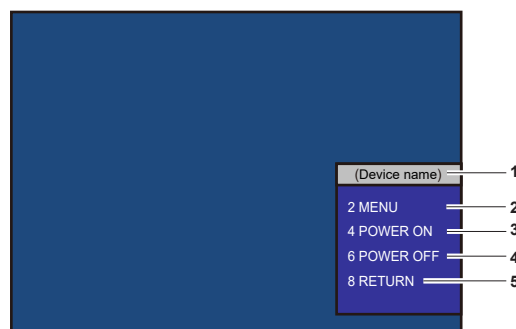 (Device name) 1
2 MENU 2
4 POWER ON 3
6 POWER OFF 4
8 RETURN 5